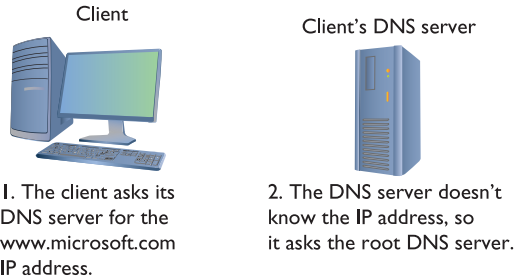 Client
1. The client asks its
DNS server for the
www.microsoft.com
IP address.
Client's DNS server
2. The DNS server doesn't
know the IP address, so
it asks the root DNS server.